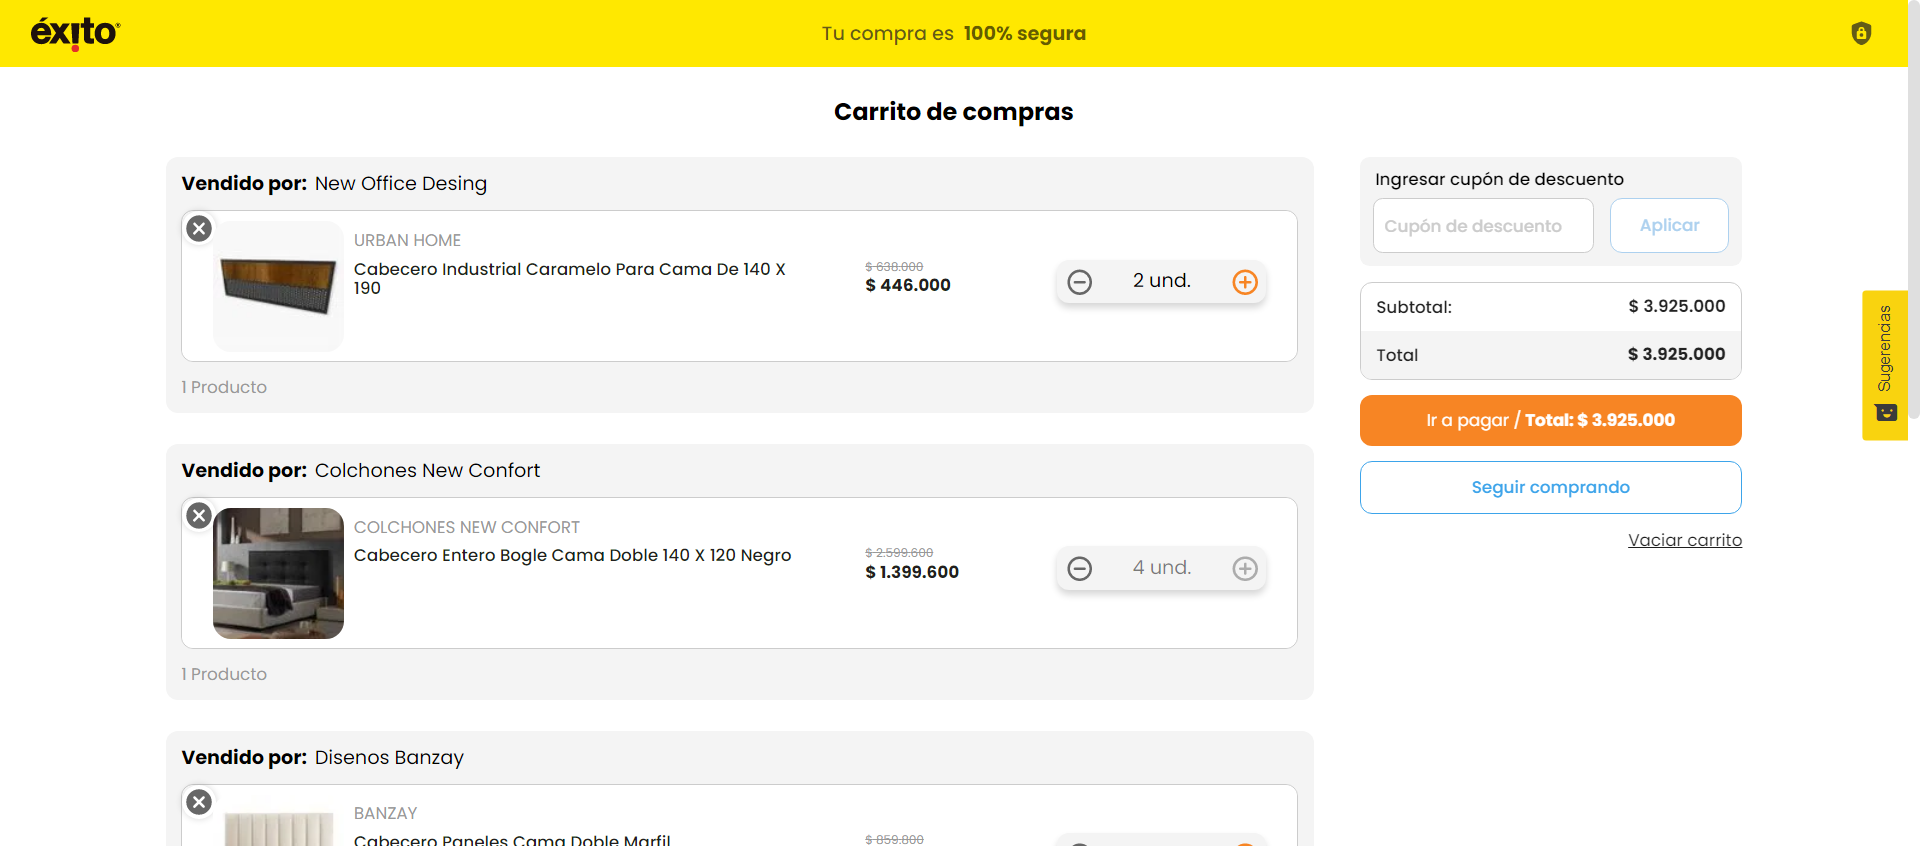 éxito
Tu compra es 100% segura
Carrito de compras
Vendido por: New Office Desing
URBAN HOME
Cabecero Industrial Caramelo Para Cama De 140 X
190
$ 638.000
$ 446.000
2 und.
1 Producto
Vendido por: Colchones New Confort
COLCHONES NEW CONFORT
Cabecero Entero Bogle Cama Doble 140 X 120 Negro
$ 2.599.600
$ 1.399.600
4 und.
1 Producto
Vendido por: Disenos Banzay
BANZAY
Cabecero Paneles Cama Doble Marfil
$ 859.800
Ingresar cupón de descuento
Cupón de descuento
Aplicar
Subtotal: $ 3.925.000
Total $ 3.925.000
Ir a pagar / Total: $ 3.925.000
Seguir comprando
Vaciar carrito
Sugerencias